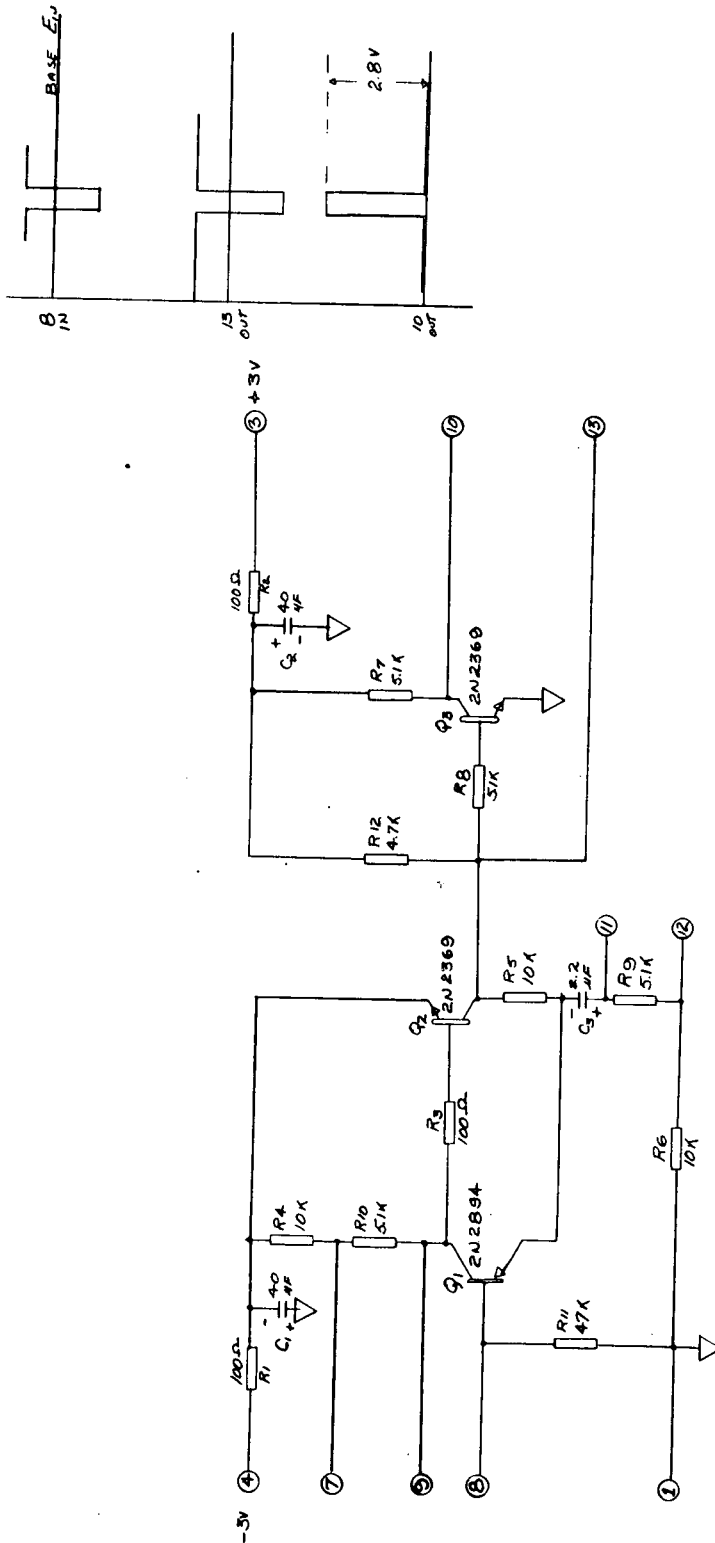 BASE EIN
8
IN
13
OUT
10
OUT
2.8V
-3V
4
100Ω
R1
40
µF
-
C1+
R4
10K
R10
5.1K
7
9
8
1
Q1
2N2894
R11
47K
R3
100Ω
Q2
2N2369
R5
10K
-
2.2
µF
C3+
11
R9
5.1K
12
R6
10K
R12
4.7K
R8
5.1K
Q3
2N2369
R7
5.1K
+
40
µF
-
C2
100Ω
R2
3
+3V
10
13